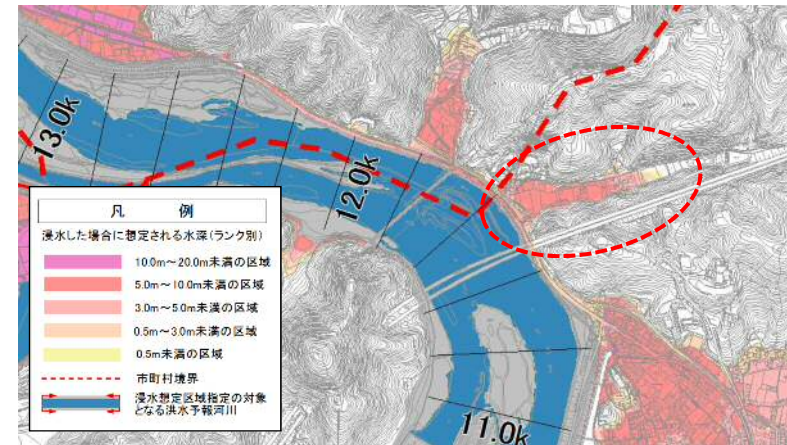 13.0k
12.0k
11.0k
凡 例
浸水した場合に想定される水深(ランク別)
10.0m～20.0m未満の区域
5.0m～10.0m未満の区域
3.0m～5.0m未満の区域
0.5m～3.0m未満の区域
0.5m未満の区域
市町村境界
浸水想定区域指定の対象
となる洪水予報河川